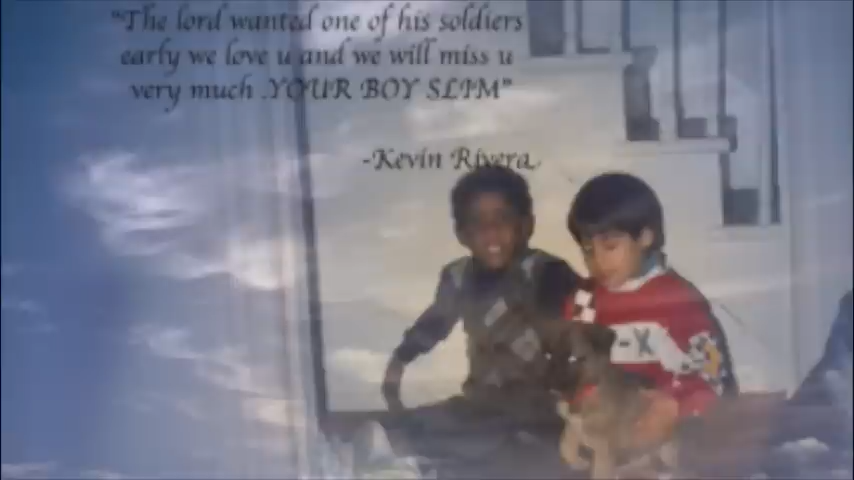 "The lord wanted one of his soldiers
early we love u and we will miss u
very much .YOUR BOY SLIM"
-Kevin Rivera
-X